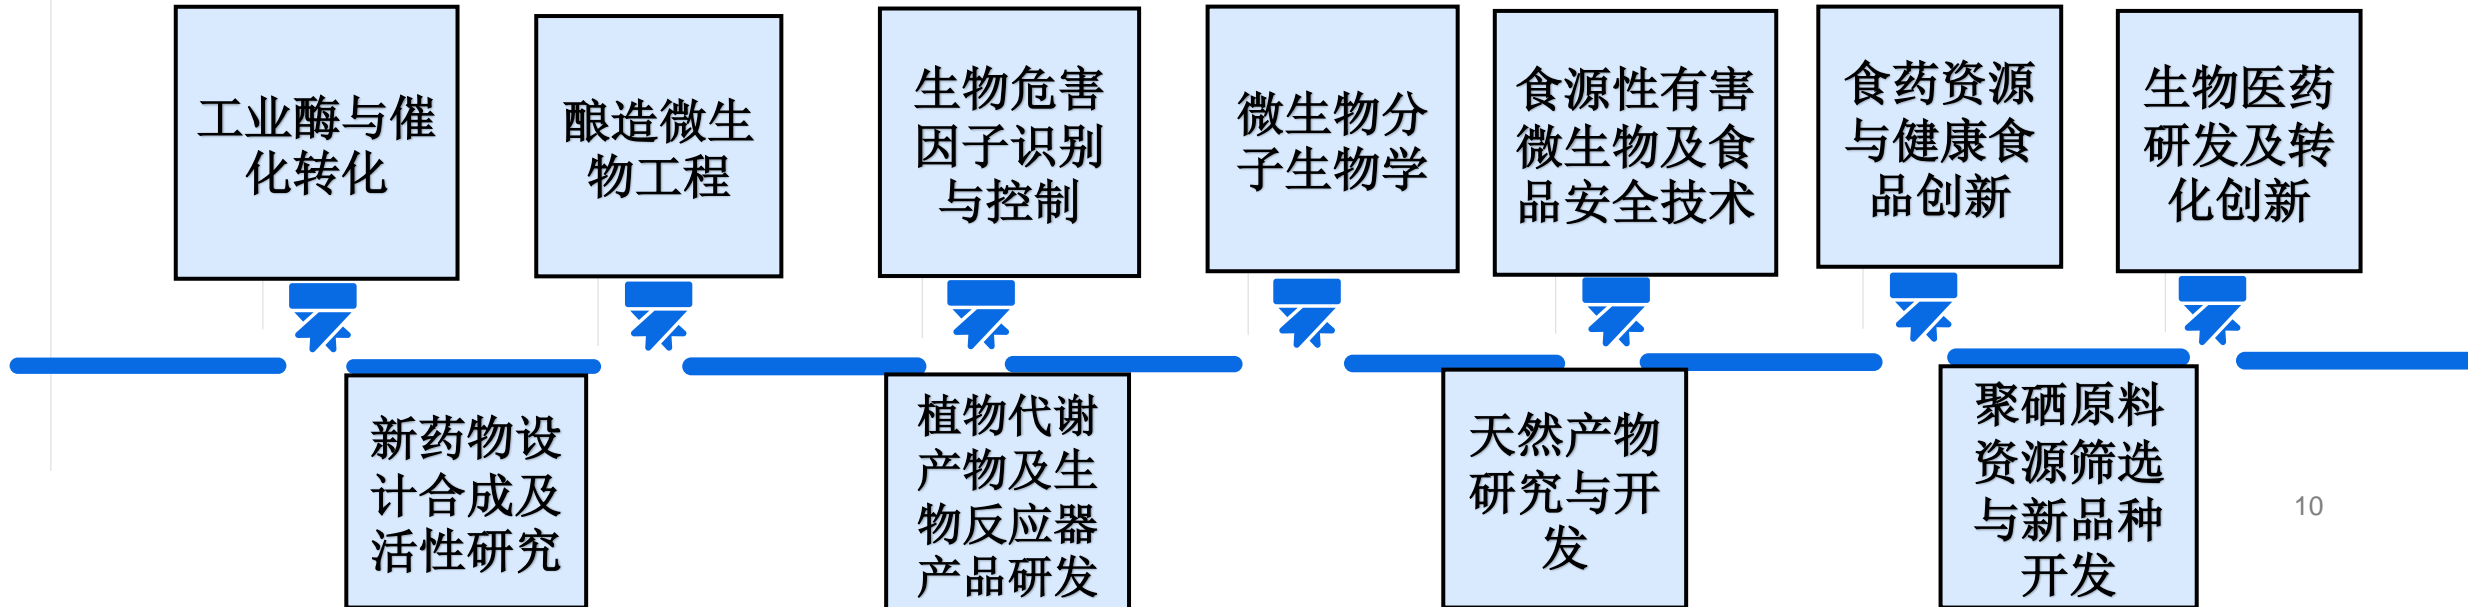 工业酶与催
化转化
酿造微生
物工程
生物危害
因子识别
与控制
微生物分
子生物学
食源性有害
微生物及食
品安全技术
食药资源
与健康食
品创新
生物医药
研发及转
化创新
新药物设
计合成及
活性研究
植物代谢
产物及生
物反应器
产品研发
天然产物
研究与开
发
聚硒原料
资源筛选
与新品种
开发
10